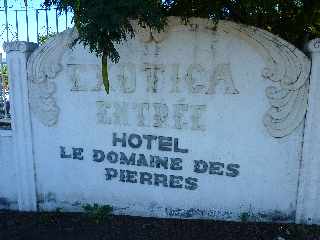 EXOTICA
ENTRÉE
HOTEL
LE DOMAINE DES
PIERRES